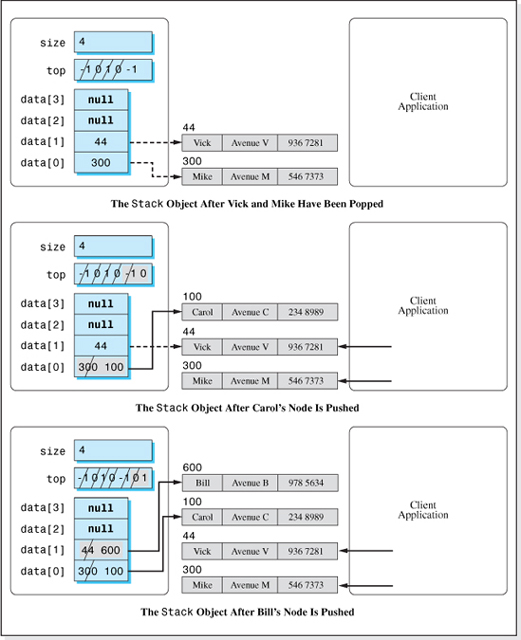 size 4
top -1 0 1 0 -1
Client
Application
data[3] null
data[2] null
data[1] 44
data[0] 300
44
Vick Avenue V 936 7281
300
Mike Avenue M 546 7373
The Stack Object After Vick and Mike Have Been Popped
size 4
top -1 0 1 0 -1 0
Client
Application
data[3] null
data[2] null
data[1] 44
data[0] 300 100
100
Carol Avenue C 234 8989
44
Vick Avenue V 936 7281
300
Mike Avenue M 546 7373
The Stack Object After Carol's Node Is Pushed
size 4
top -1 0 1 0 -1 0 1
Client
Application
data[3] null
data[2] null
data[1] 44 600
data[0] 300 100
600
Bill Avenue B 978 5634
100
Carol Avenue C 234 8989
44
Vick Avenue V 936 7281
300
Mike Avenue M 546 7373
The Stack Object After Bill's Node Is Pushed